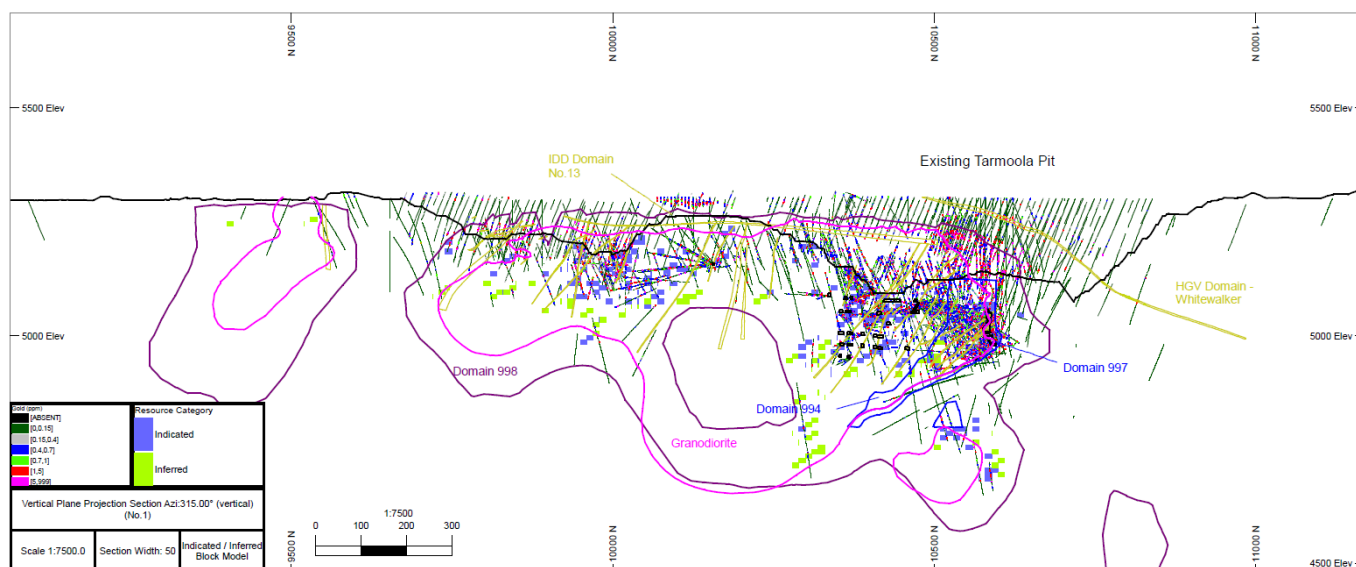 9500 N
10000 N
10500 N
11000 N
5500 Elev
5500 Elev
IDD Domain
No.13
Existing Tarmoola Pit
HGV Domain -
Whitewalker
5000 Elev
5000 Elev
Domain 998
Domain 997
Domain 994
Granodiorite
Gold (ppm)
[ABSENT]
[0,0.15]
[0.15,0.4]
[0.4,0.7]
[0.7,1]
[1,5]
[5,999]
Resource Category
Indicated
Inferred
Vertical Plane Projection Section Azi:315.00° (vertical)
(No.1)
Scale 1:7500.0
Section Width: 50
Indicated / Inferred
Block Model
1:7500
0 100 200 300
9500 N
10000 N
10500 N
11000 N
4500 Elev